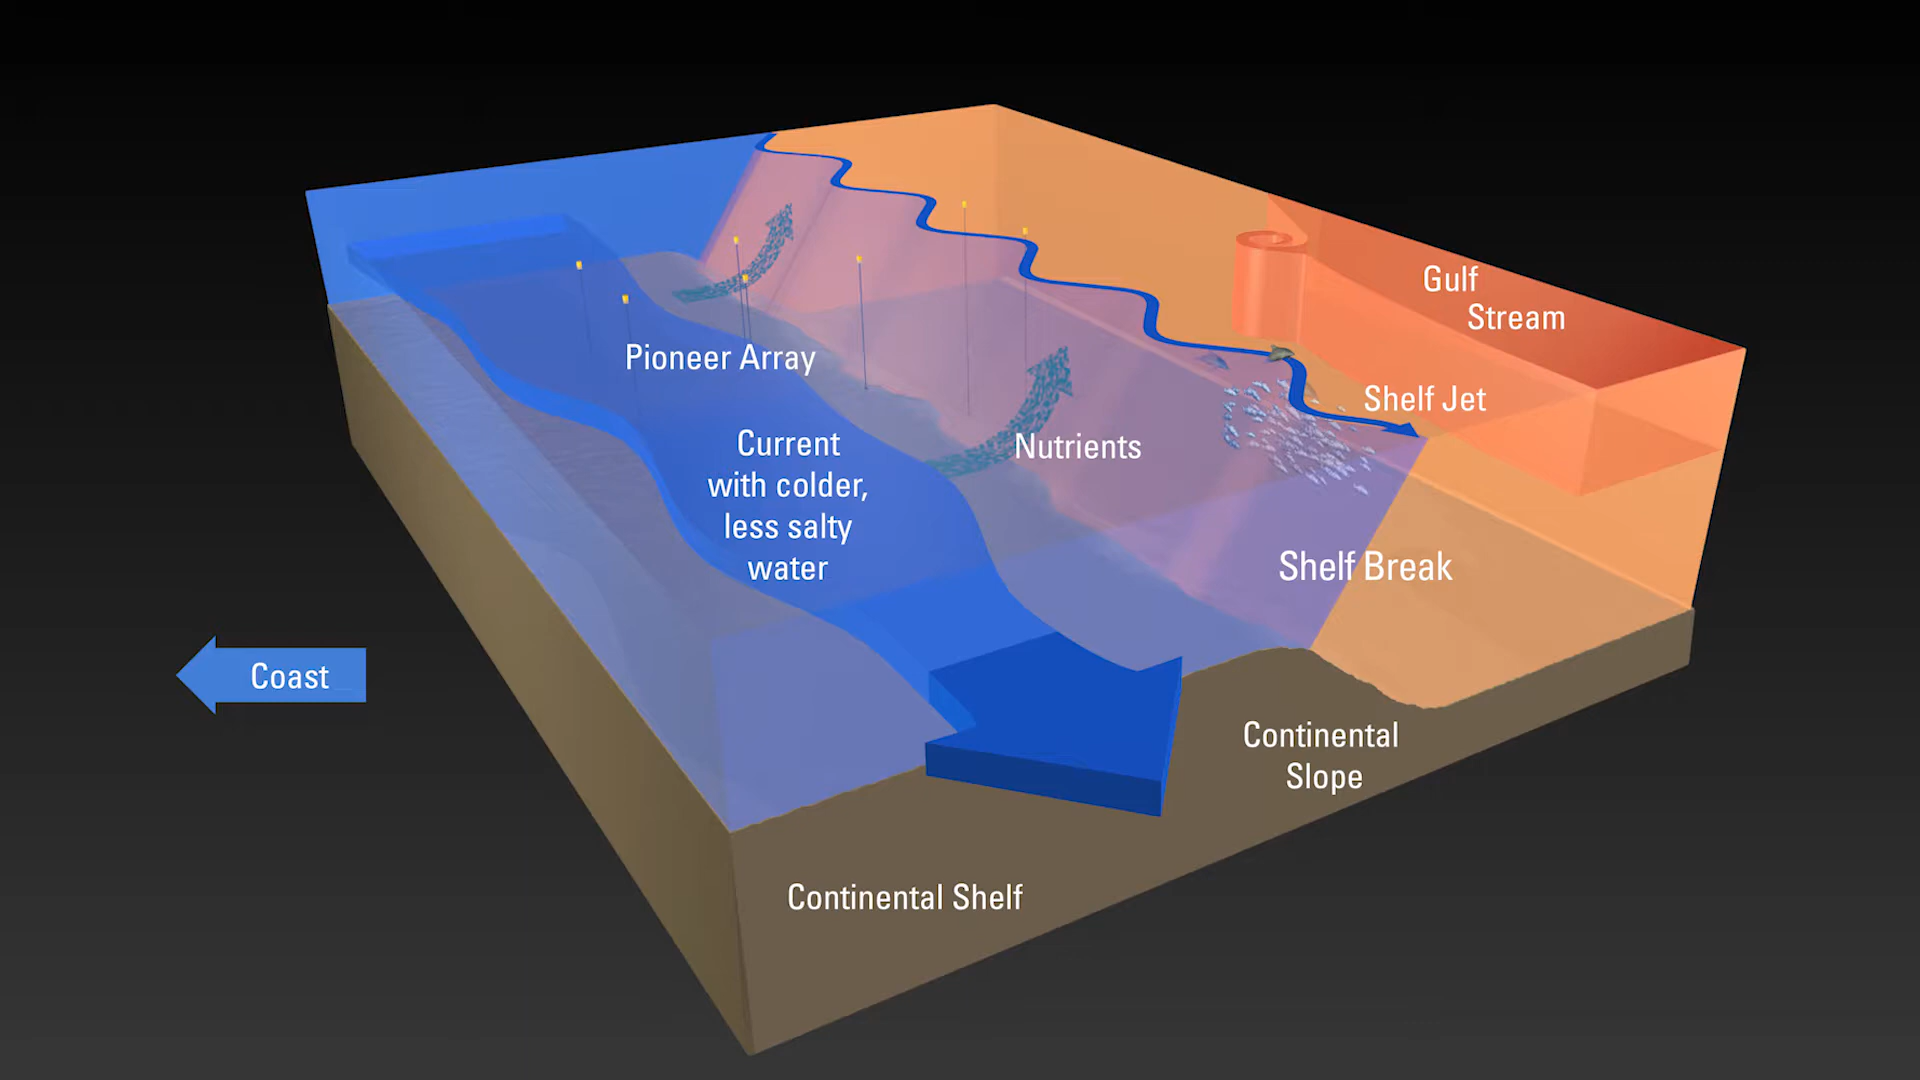 Gulf
Stream
Pioneer Array
Shelf Jet
Current
with colder,
less salty
water
Nutrients
Shelf Break
Coast
Continental
Slope
Continental Shelf